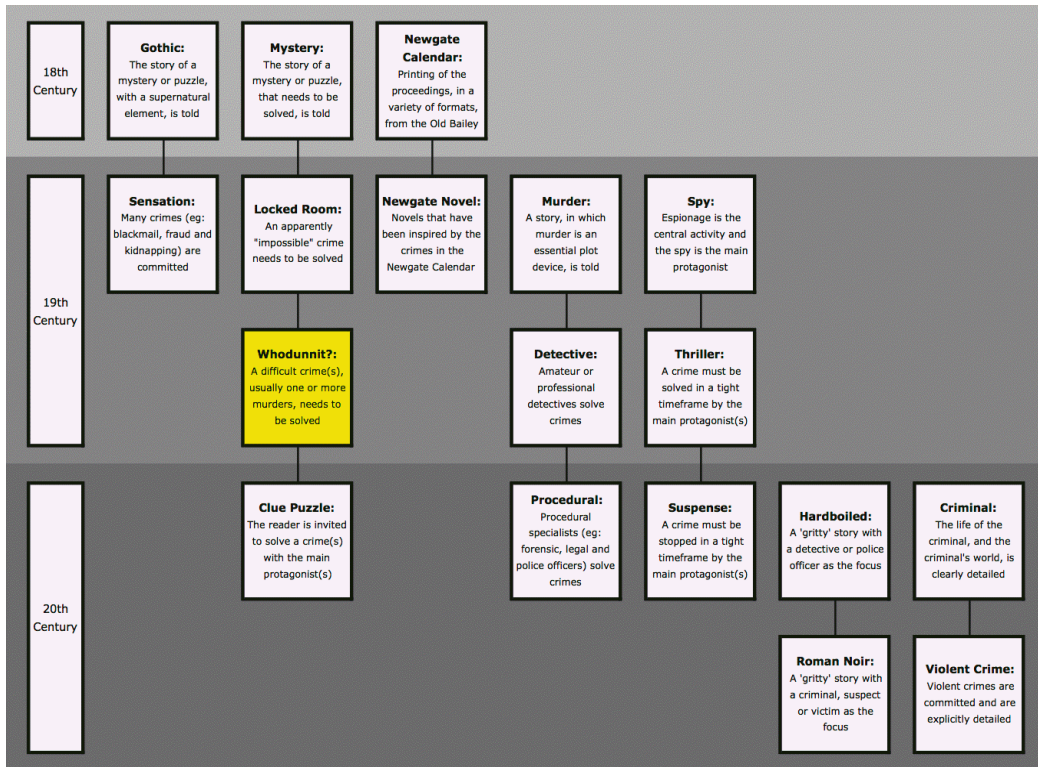 18th
Century
Gothic:
The story of a
mystery or puzzle,
with a supernatural
element, is told
Mystery:
The story of a
mystery or puzzle,
that needs to be
solved, is told
Newgate
Calendar:
Printing of the
proceedings, in a
variety of formats,
from the Old Bailey
19th
Century
Sensation:
Many crimes (eg:
blackmail, fraud and
kidnapping) are
committed
Locked Room:
An apparently
"impossible" crime
needs to be solved
Newgate Novel:
Novels that have
been inspired by the
crimes in the
Newgate Calendar
Murder:
A story, in which
murder is an
essential plot
device, is told
Spy:
Espionage is the
central activity and
the spy is the main
protagonist
Whodunnit?:
A difficult crime(s),
usually one or more
murders, needs to
be solved
Detective:
Amateur or
professional
detectives solve
crimes
Thriller:
A crime must be
solved in a tight
timeframe by the
main protagonist(s)
20th
Century
Clue Puzzle:
The reader is invited
to solve a crime(s)
with the main
protagonist(s)
Procedural:
Procedural
specialists (eg:
forensic, legal and
police officers) solve
crimes
Suspense:
A crime must be
stopped in a tight
timeframe by the
main protagonist(s)
Hardboiled:
A 'gritty' story with
a detective or police
officer as the focus
Criminal:
The life of the
criminal, and the
criminal's world, is
clearly detailed
Roman Noir:
A 'gritty' story with
a criminal, suspect
or victim as the
focus
Violent Crime:
Violent crimes are
committed and are
explicitly detailed